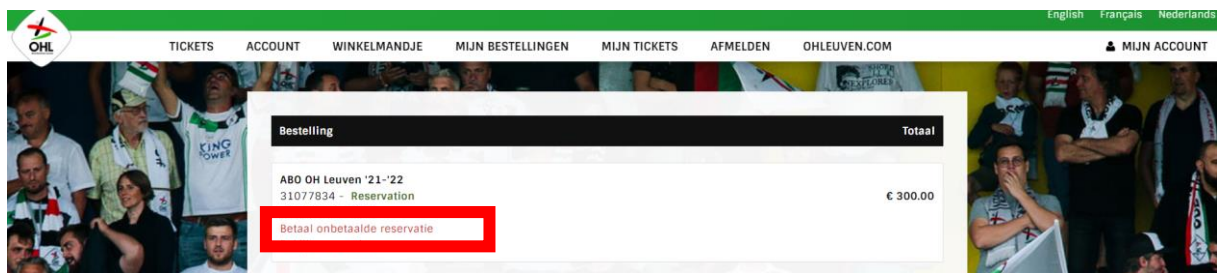 English Français Nederlands
OHL
TICKETS ACCOUNT WINKELMANDJE MIJN BESTELLINGEN MIJN TICKETS AFMELDEN OHLEUVEN.COM MIJN ACCOUNT
KING
POWER
Bestelling Totaal
ABO OH Leuven '21-'22
31077834 - Reservation € 300.00
Betaal onbetaalde reservatie